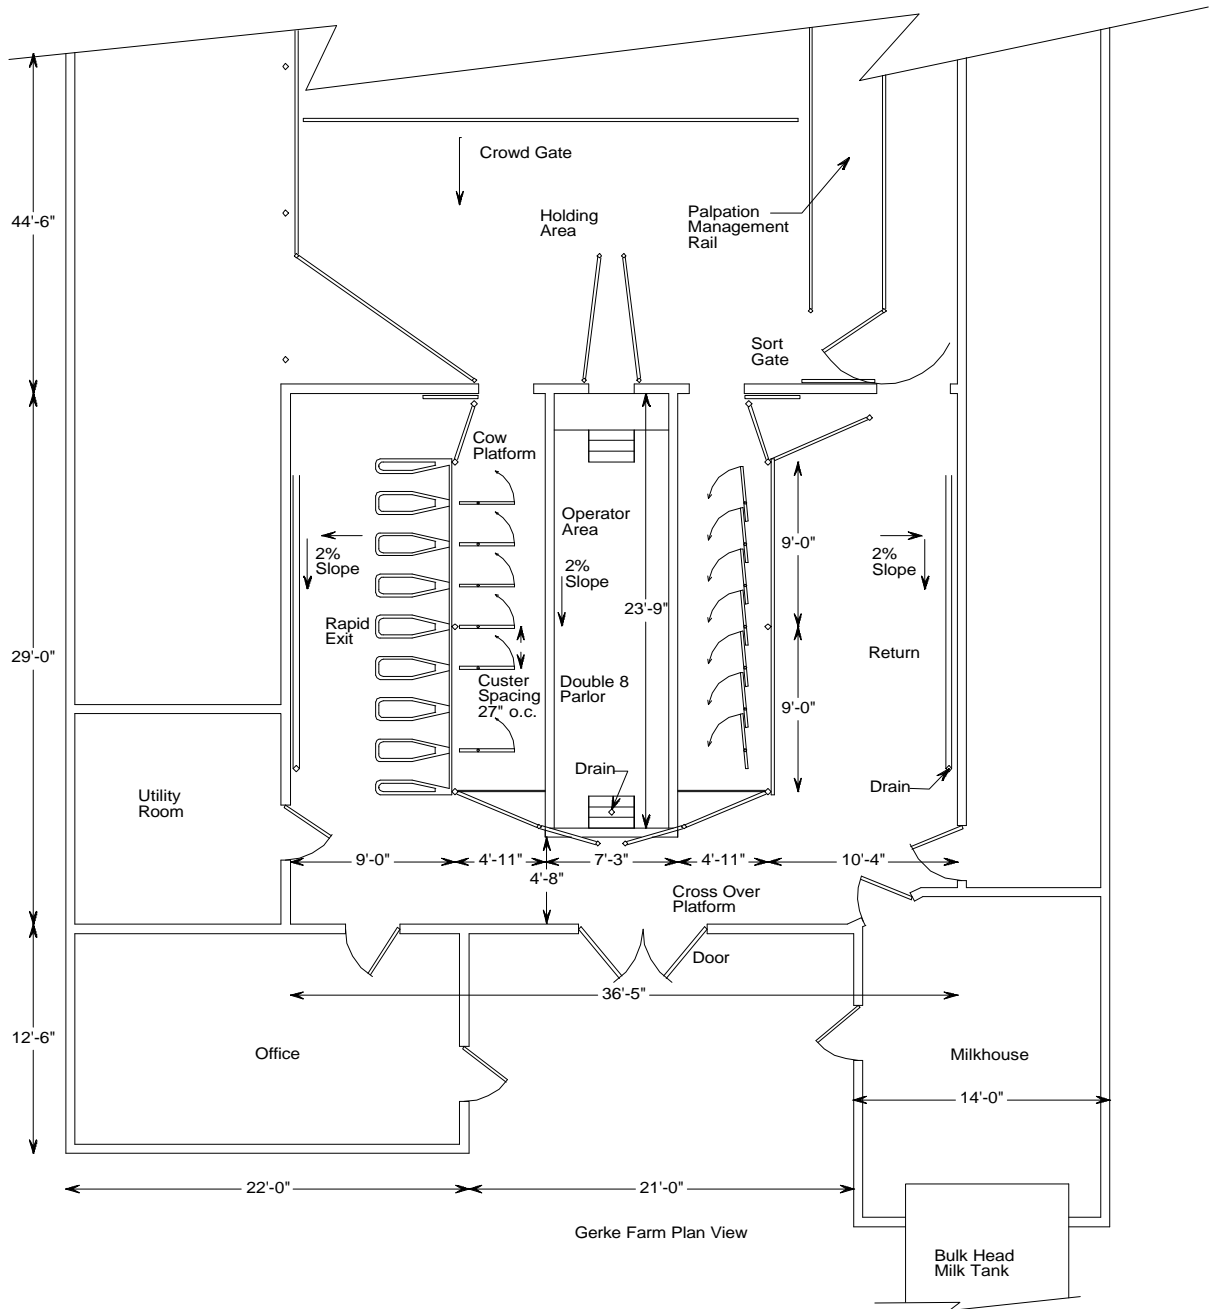 Crowd Gate
Holding
Area
Palpation
Management
Rail
44'-6"
Sort
Gate
Cow
Platform
Operator
Area
9'-0"
2%
Slope
2%
Slope
2%
Slope
23'-9"
Rapid
Exit
Return
29'-0"
Custer
Spacing
27" o.c.
Double 8
Parlor
9'-0"
Drain
Drain
Utility
Room
9'-0"
4'-11"
7'-3"
4'-11"
10'-4"
4'-8"
Cross Over
Platform
Door
36'-5"
12'-6"
Office
Milkhouse
14'-0"
22'-0"
21'-0"
Gerke Farm Plan View
Bulk Head
Milk Tank